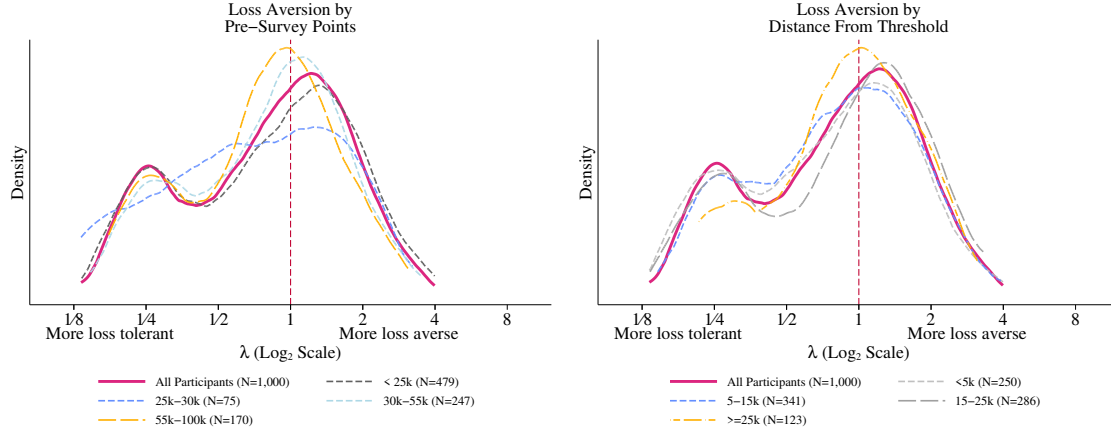 Loss Aversion by
Pre−Survey Points
Density
1⁄8 1⁄4 1⁄2 1 2 4 8
More loss tolerant More loss averse
λ (Log₂ Scale)
All Participants (N=1,000) < 25k (N=479)
25k−30k (N=75) 30k−55k (N=247)
55k−100k (N=170)
Loss Aversion by
Distance From Threshold
Density
1⁄8 1⁄4 1⁄2 1 2 4 8
More loss tolerant More loss averse
λ (Log₂ Scale)
All Participants (N=1,000) <5k (N=250)
5−15k (N=341) 15−25k (N=286)
>=25k (N=123)